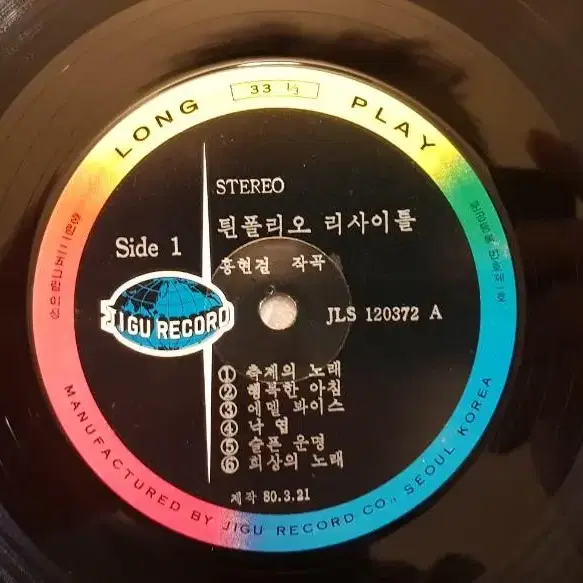 LONG 33 1/3 PLAY
STEREO
튄폴리오 리사이틀
Side 1
홍현걸 작곡
JIGU RECORD
JLS 120372 A
① 축제의 노래
② 행복한 아침
③ 에델 봐이스
④ 낙엽
⑤ 슬픈 운명
⑥ 회상의 노래
제작 80.3.21
MANUFACTURED BY JIGU RECORD CO., SEOUL KOREA